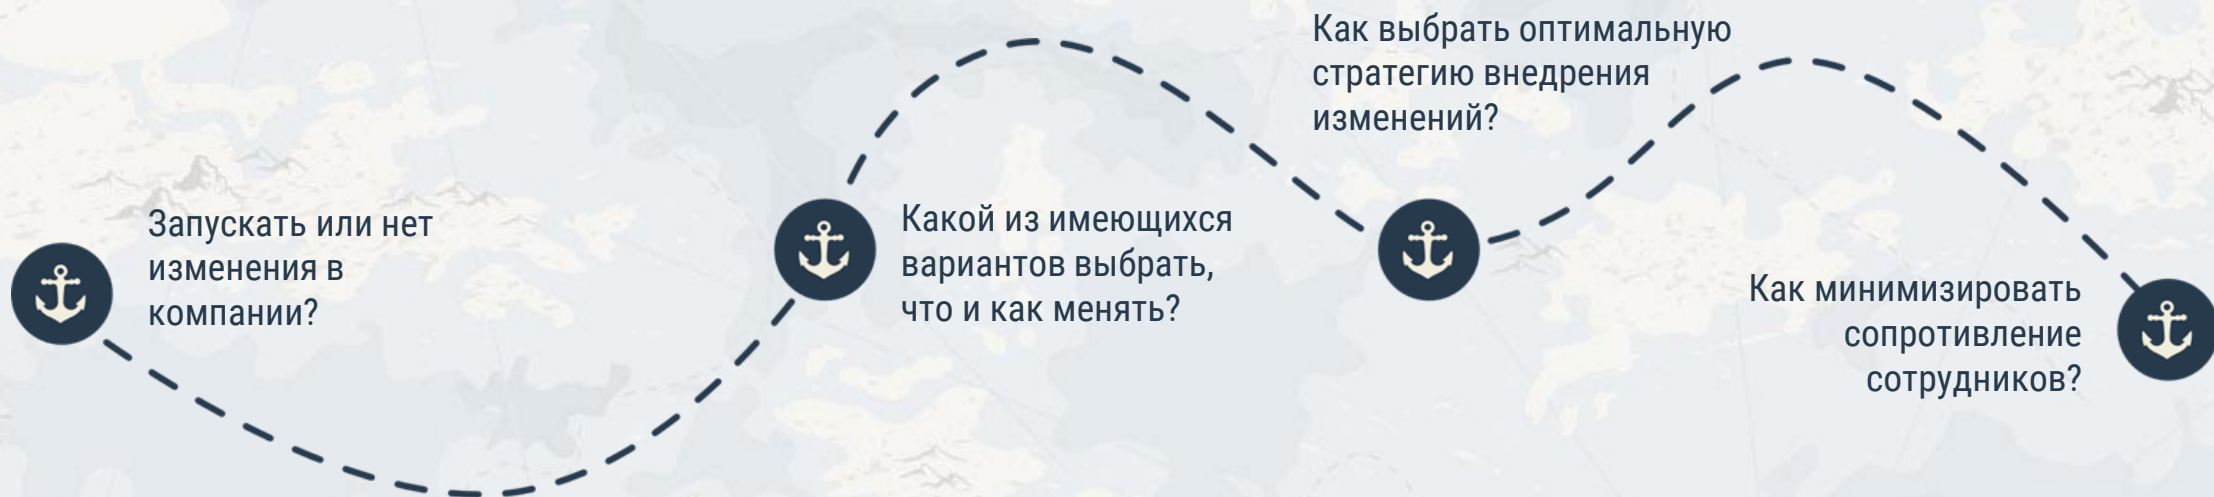 Запускать или нет
изменения в
компании?
Какой из имеющихся
вариантов выбрать,
что и как менять?
Как выбрать оптимальную
стратегию внедрения
изменений?
Как минимизировать
сопротивление
сотрудников?